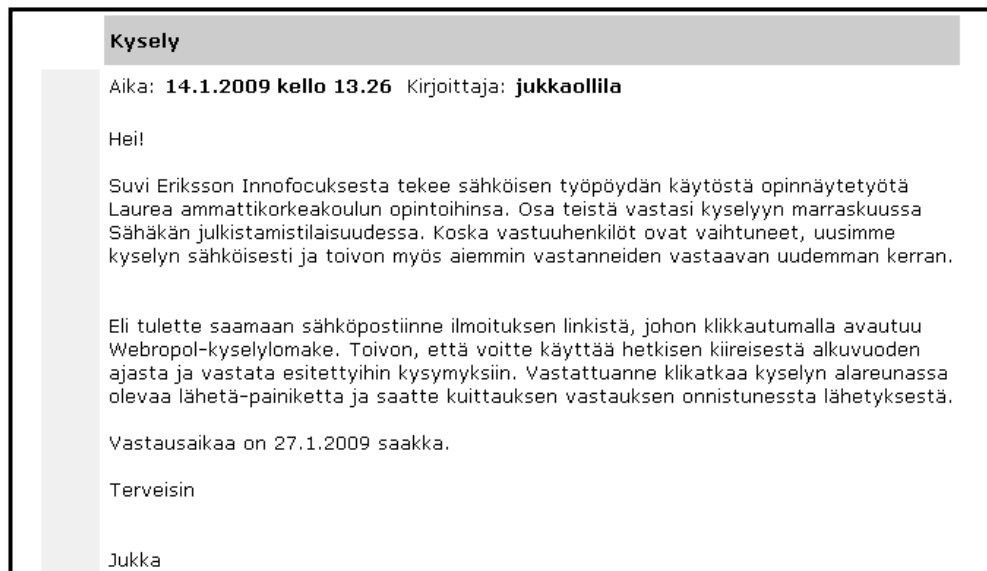 Kysely
Aika: 14.1.2009 kello 13.26 Kirjoittaja: jukkaollila
Hei!
Suvi Eriksson Innofocuksesta tekee sähköisen työpöydän käytöstä opinnäytetyötä
Laurea ammattikorkeakoulun opintoihinsa. Osa teistä vastasi kyselyyn marraskuussa
Sähäkän julkistamistilaisuudessa. Koska vastuuhenkilöt ovat vaihtuneet, uusimme
kyselyn sähköisesti ja toivon myös aiemmin vastanneiden vastaavan uudemman kerran.
Eli tulette saamaan sähköpostiinne ilmoituksen linkistä, johon klikkautumalla avautuu
Webropol-kyselylomake. Toivon, että voitte käyttää hetkisen kiireisestä alkuvuoden
ajasta ja vastata esitettyihin kysymyksiin. Vastattuanne klikatkaa kyselyn alareunassa
olevaa lähetä-painiketta ja saatte kuittauksen vastauksen onnistunessta lähetyksestä.
Vastausaikaa on 27.1.2009 saakka.
Terveisin
Jukka